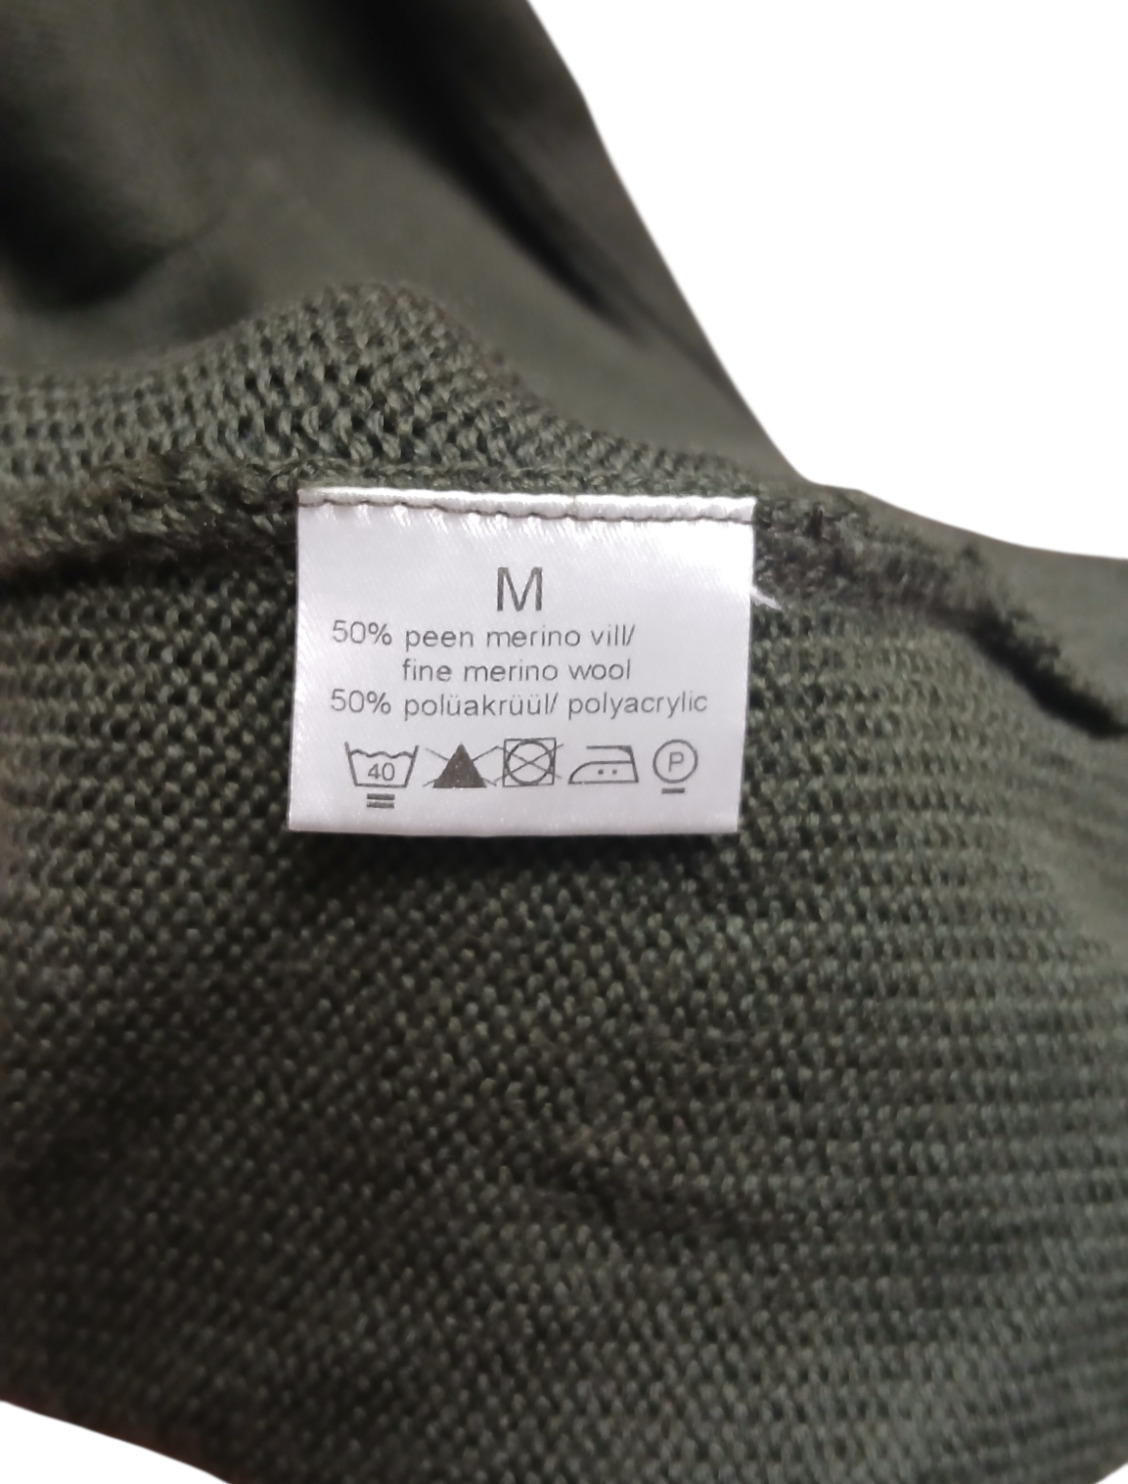 M
50% peen merino vill/
fine merino wool
50% polüakrüül/ polyacrylic
40 P